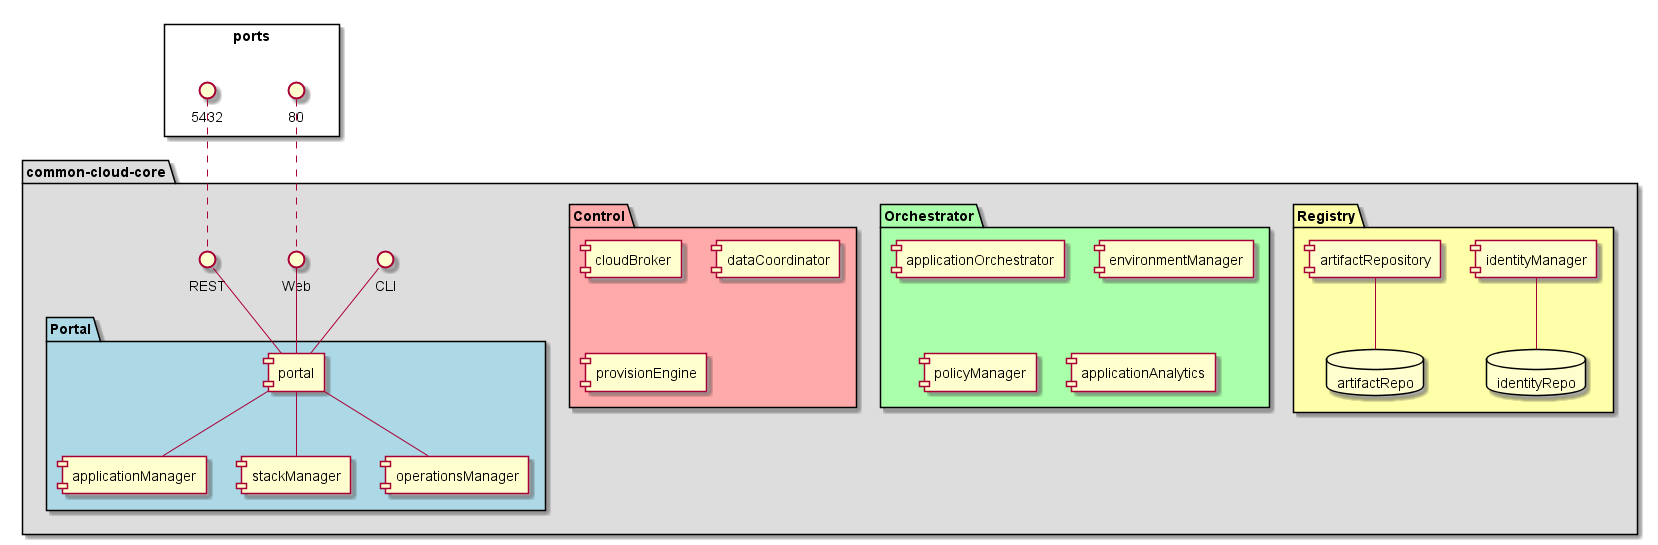 ports
5432
80
common-cloud-core
Control
Orchestrator
Registry
cloudBroker
dataCoordinator
applicationOrchestrator
environmentManager
artifactRepository
identityManager
REST
Web
CLI
Portal
portal
provisionEngine
policyManager
applicationAnalytics
artifactRepo
identityRepo
applicationManager
stackManager
operationsManager